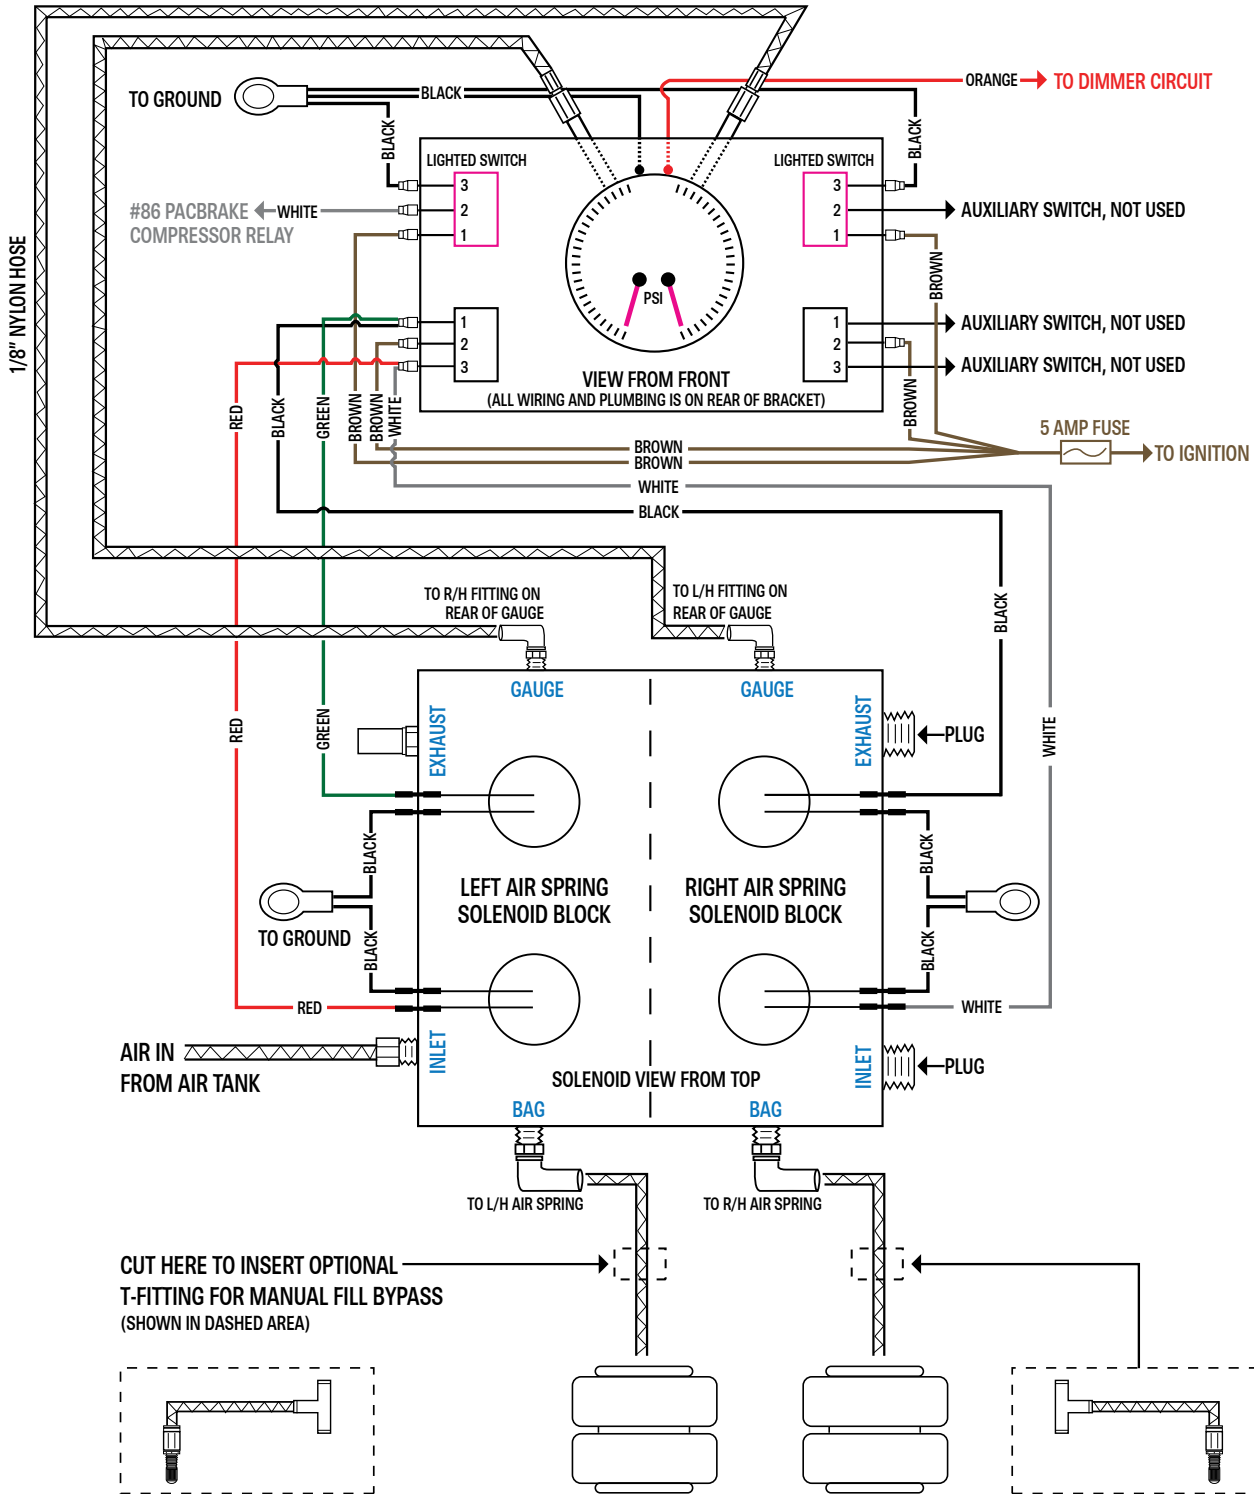 TO GROUND
BLACK
ORANGE
TO DIMMER CIRCUIT
BLACK
BLACK
LIGHTED SWITCH
LIGHTED SWITCH
3
2
1
3
2
1
#86 PACBRAKE
COMPRESSOR RELAY
WHITE
AUXILIARY SWITCH, NOT USED
1/8" NYLON HOSE
BROWN
PSI
1
2
3
1
2
3
AUXILIARY SWITCH, NOT USED
AUXILIARY SWITCH, NOT USED
VIEW FROM FRONT
(ALL WIRING AND PLUMBING IS ON REAR OF BRACKET)
RED
BLACK
GREEN
BROWN
BROWN
WHITE
BROWN
5 AMP FUSE
TO IGNITION
BROWN
BROWN
WHITE
BLACK
TO R/H FITTING ON
REAR OF GAUGE
TO L/H FITTING ON
REAR OF GAUGE
BLACK
GAUGE
GAUGE
RED
GREEN
EXHAUST
EXHAUST
PLUG
WHITE
BLACK
BLACK
LEFT AIR SPRING
SOLENOID BLOCK
RIGHT AIR SPRING
SOLENOID BLOCK
TO GROUND
BLACK
BLACK
RED
WHITE
AIR IN
FROM AIR TANK
INLET
INLET
PLUG
SOLENOID VIEW FROM TOP
BAG
BAG
TO L/H AIR SPRING
TO R/H AIR SPRING
CUT HERE TO INSERT OPTIONAL
T-FITTING FOR MANUAL FILL BYPASS
(SHOWN IN DASHED AREA)